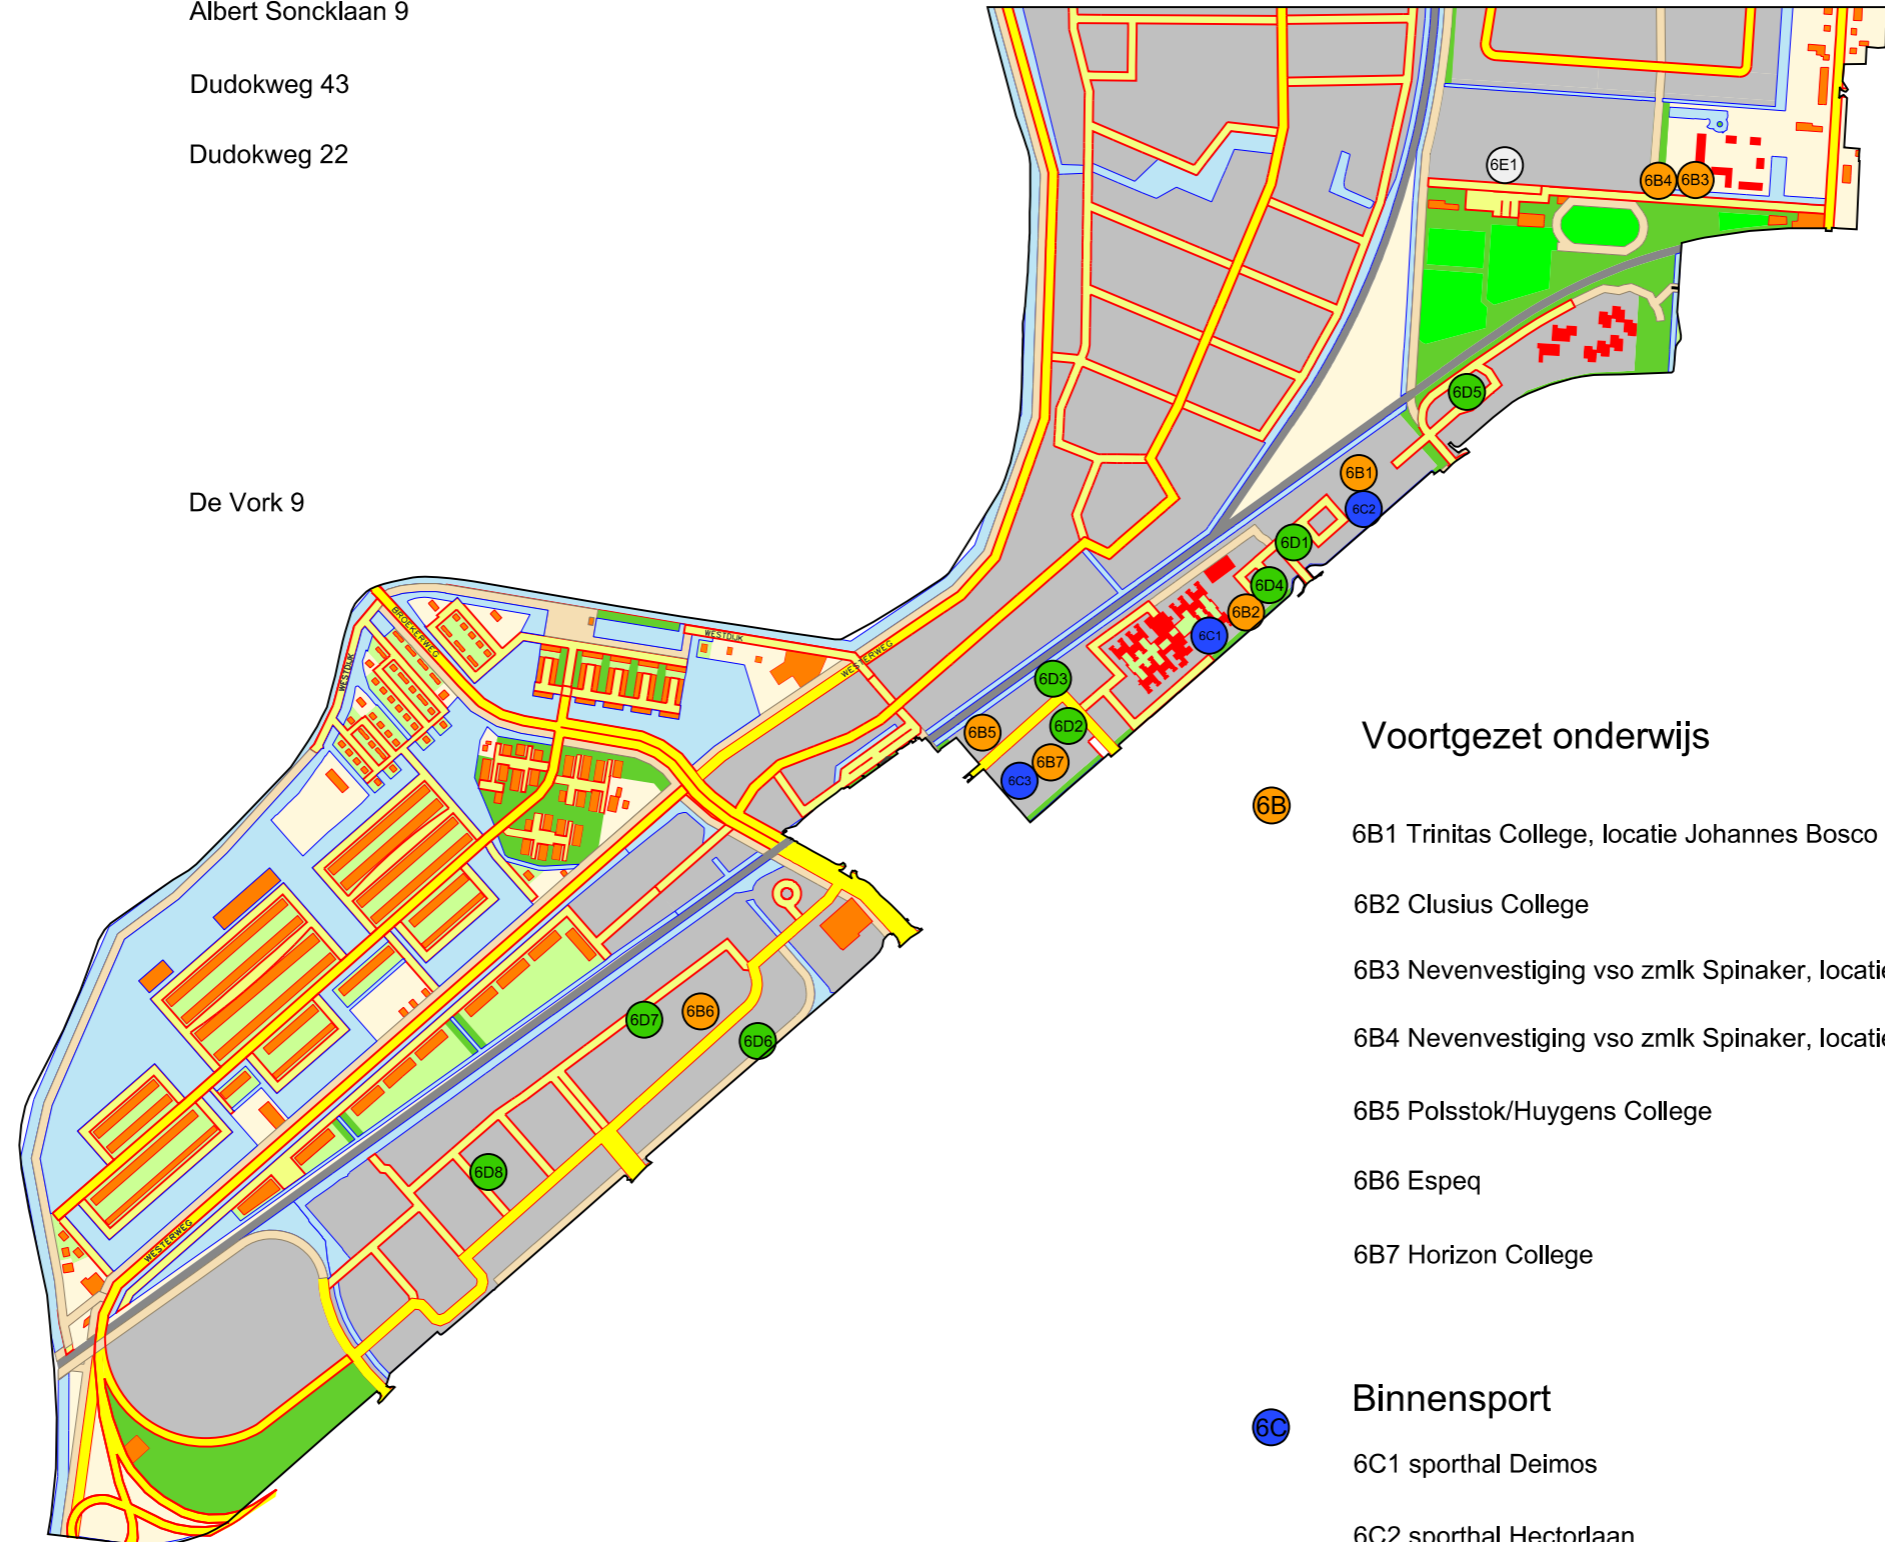 Albert Soncklaan 9
Dudokweg 43
Dudokweg 22
De Vork 9
6E1
6B4
6B3
6D5
6B1
6C2
6D1
6D4
6B2
6C1
6D3
6D2
6B5
6B7
6C3
BROEKERWEG
WESTDIJK
WESTDIJK
WESTERWEG
6D7
6B6
6D6
6D8
WESTERWEG
Voortgezet onderwijs
6B
6B1 Trinitas College, locatie Johannes Bosco
6B2 Clusius College
6B3 Nevenvestiging vso zmlk Spinaker, locatie
6B4 Nevenvestiging vso zmlk Spinaker, locatie
6B5 Polsstok/Huygens College
6B6 Espeq
6B7 Horizon College
Binnensport
6C
6C1 sporthal Deimos
6C2 sporthal Hectorlaan